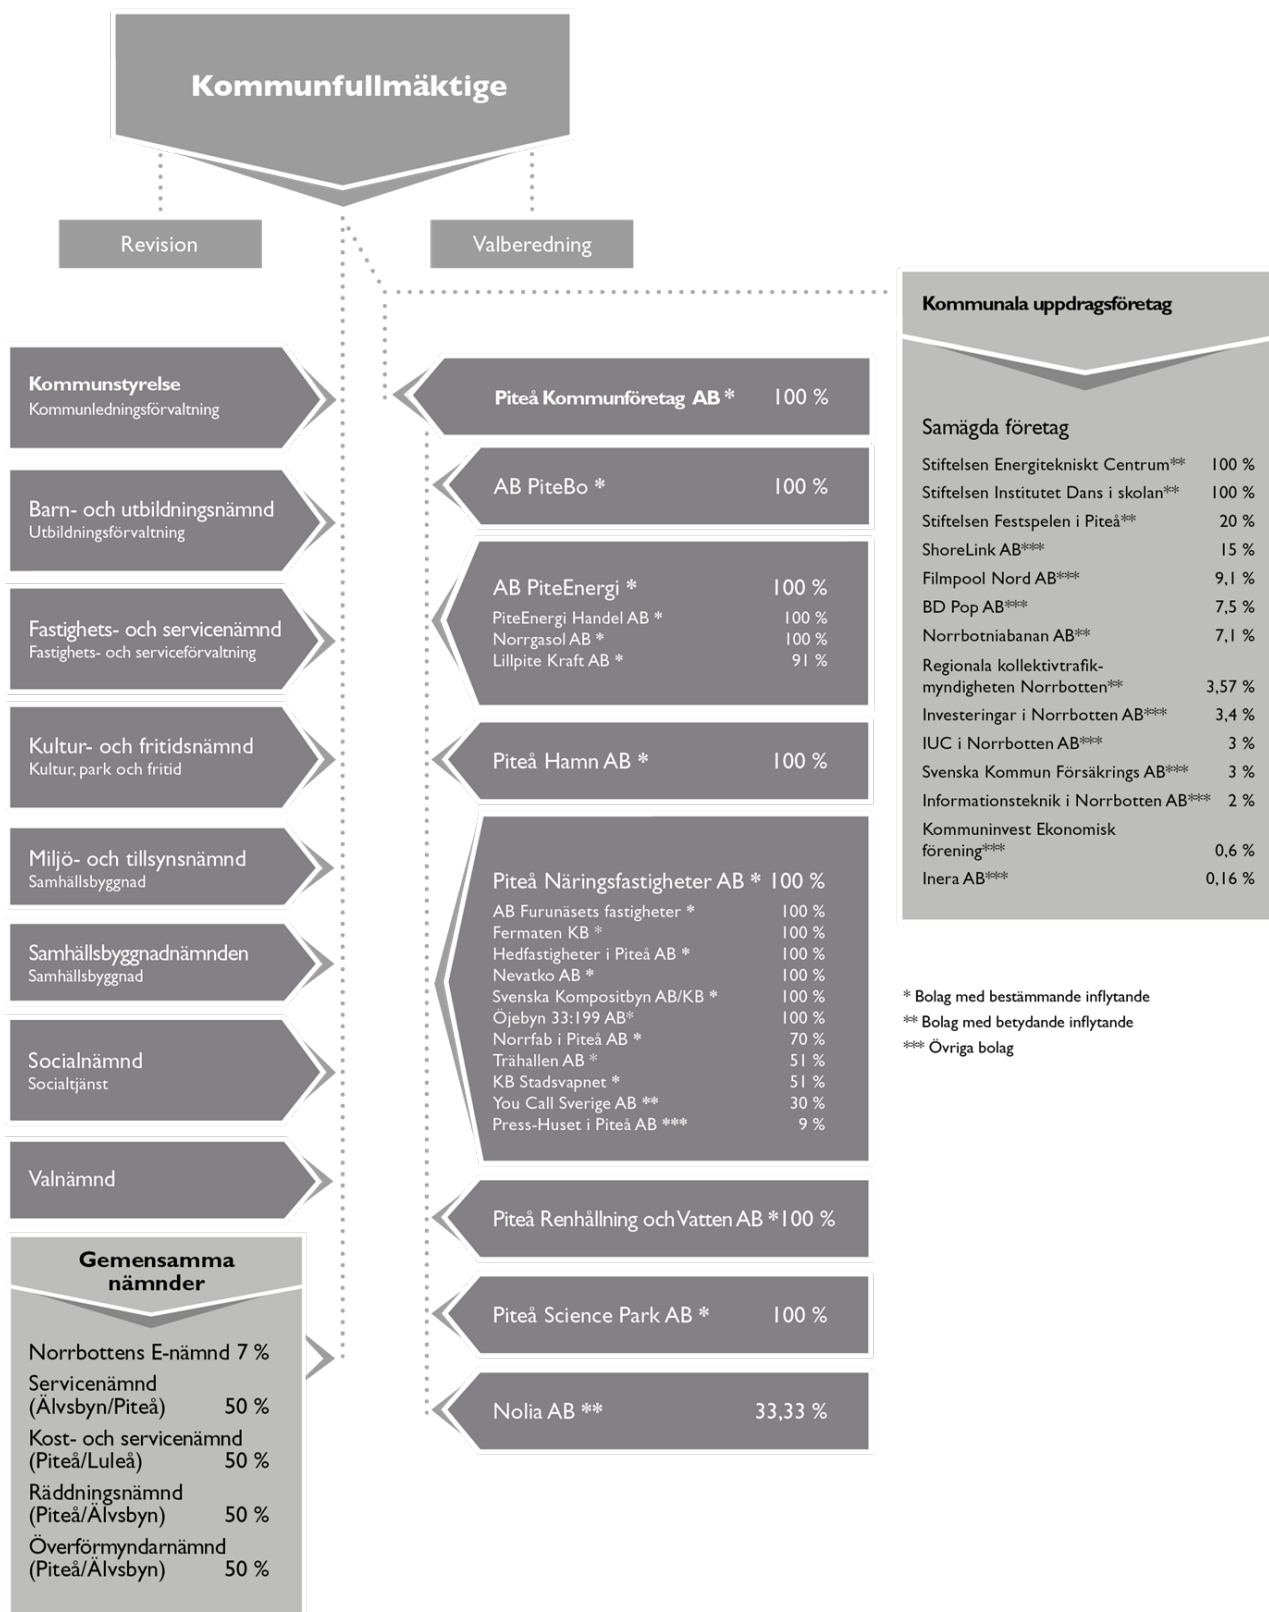 Kommunfullmäktige
Revision
Valberedning
Kommunstyrelse
Kommunledningsförvaltning
Barn- och utbildningsnämnd
Utbildningsförvaltning
Fastighets- och servicenämnd
Fastighets- och serviceförvaltning
Kultur- och fritidsnämnd
Kultur, park och fritid
Miljö- och tillsynsnämnd
Samhällsbyggnad
Samhällsbyggnadnämnden
Samhällsbyggnad
Socialnämnd
Socialtjänst
Valnämnd
Gemensamma
nämnder
Norrbottens E-nämnd 7 %
Servicenämnd
(Älvsbyn/Piteå) 50 %
Kost- och servicenämnd
(Piteå/Luleå) 50 %
Räddningsnämnd
(Piteå/Älvsbyn) 50 %
Överförmyndarnämnd
(Piteå/Älvsbyn) 50 %
Piteå Kommunföretag AB * 100 %
AB PiteBo * 100 %
AB PiteEnergi * 100 %
PiteEnergi Handel AB * 100 %
Norrgasol AB * 100 %
Lillpite Kraft AB * 91 %
Piteå Hamn AB * 100 %
Piteå Näringsfastigheter AB * 100 %
AB Furunäsets fastigheter * 100 %
Fermaten KB * 100 %
Hedfastigheter i Piteå AB * 100 %
Nevatko AB * 100 %
Svenska Kompositbyn AB/KB * 100 %
Öjebyn 33:199 AB* 100 %
Norrfab i Piteå AB * 70 %
Trähallen AB * 51 %
KB Stadsvapnet * 51 %
You Call Sverige AB ** 30 %
Press-Huset i Piteå AB *** 9 %
Piteå Renhållning och Vatten AB *100 %
Piteå Science Park AB * 100 %
Nolia AB ** 33,33 %
Kommunala uppdragsföretag
Samägda företag
Stiftelsen Energitekniskt Centrum** 100 %
Stiftelsen Institutet Dans i skolan** 100 %
Stiftelsen Festspelen i Piteå** 20 %
ShoreLink AB*** 15 %
Filmpool Nord AB*** 9,1 %
BD Pop AB*** 7,5 %
Norrbotniabanan AB** 7,1 %
Regionala kollektivtrafik-
myndigheten Norrbotten** 3,57 %
Investeringar i Norrbotten AB*** 3,4 %
IUC i Norrbotten AB*** 3 %
Svenska Kommun Försäkrings AB*** 3 %
Informationsteknik i Norrbotten AB*** 2 %
Kommuninvest Ekonomisk
förening*** 0,6 %
Inera AB*** 0,16 %
* Bolag med bestämmande inflytande
** Bolag med betydande inflytande
*** Övriga bolag